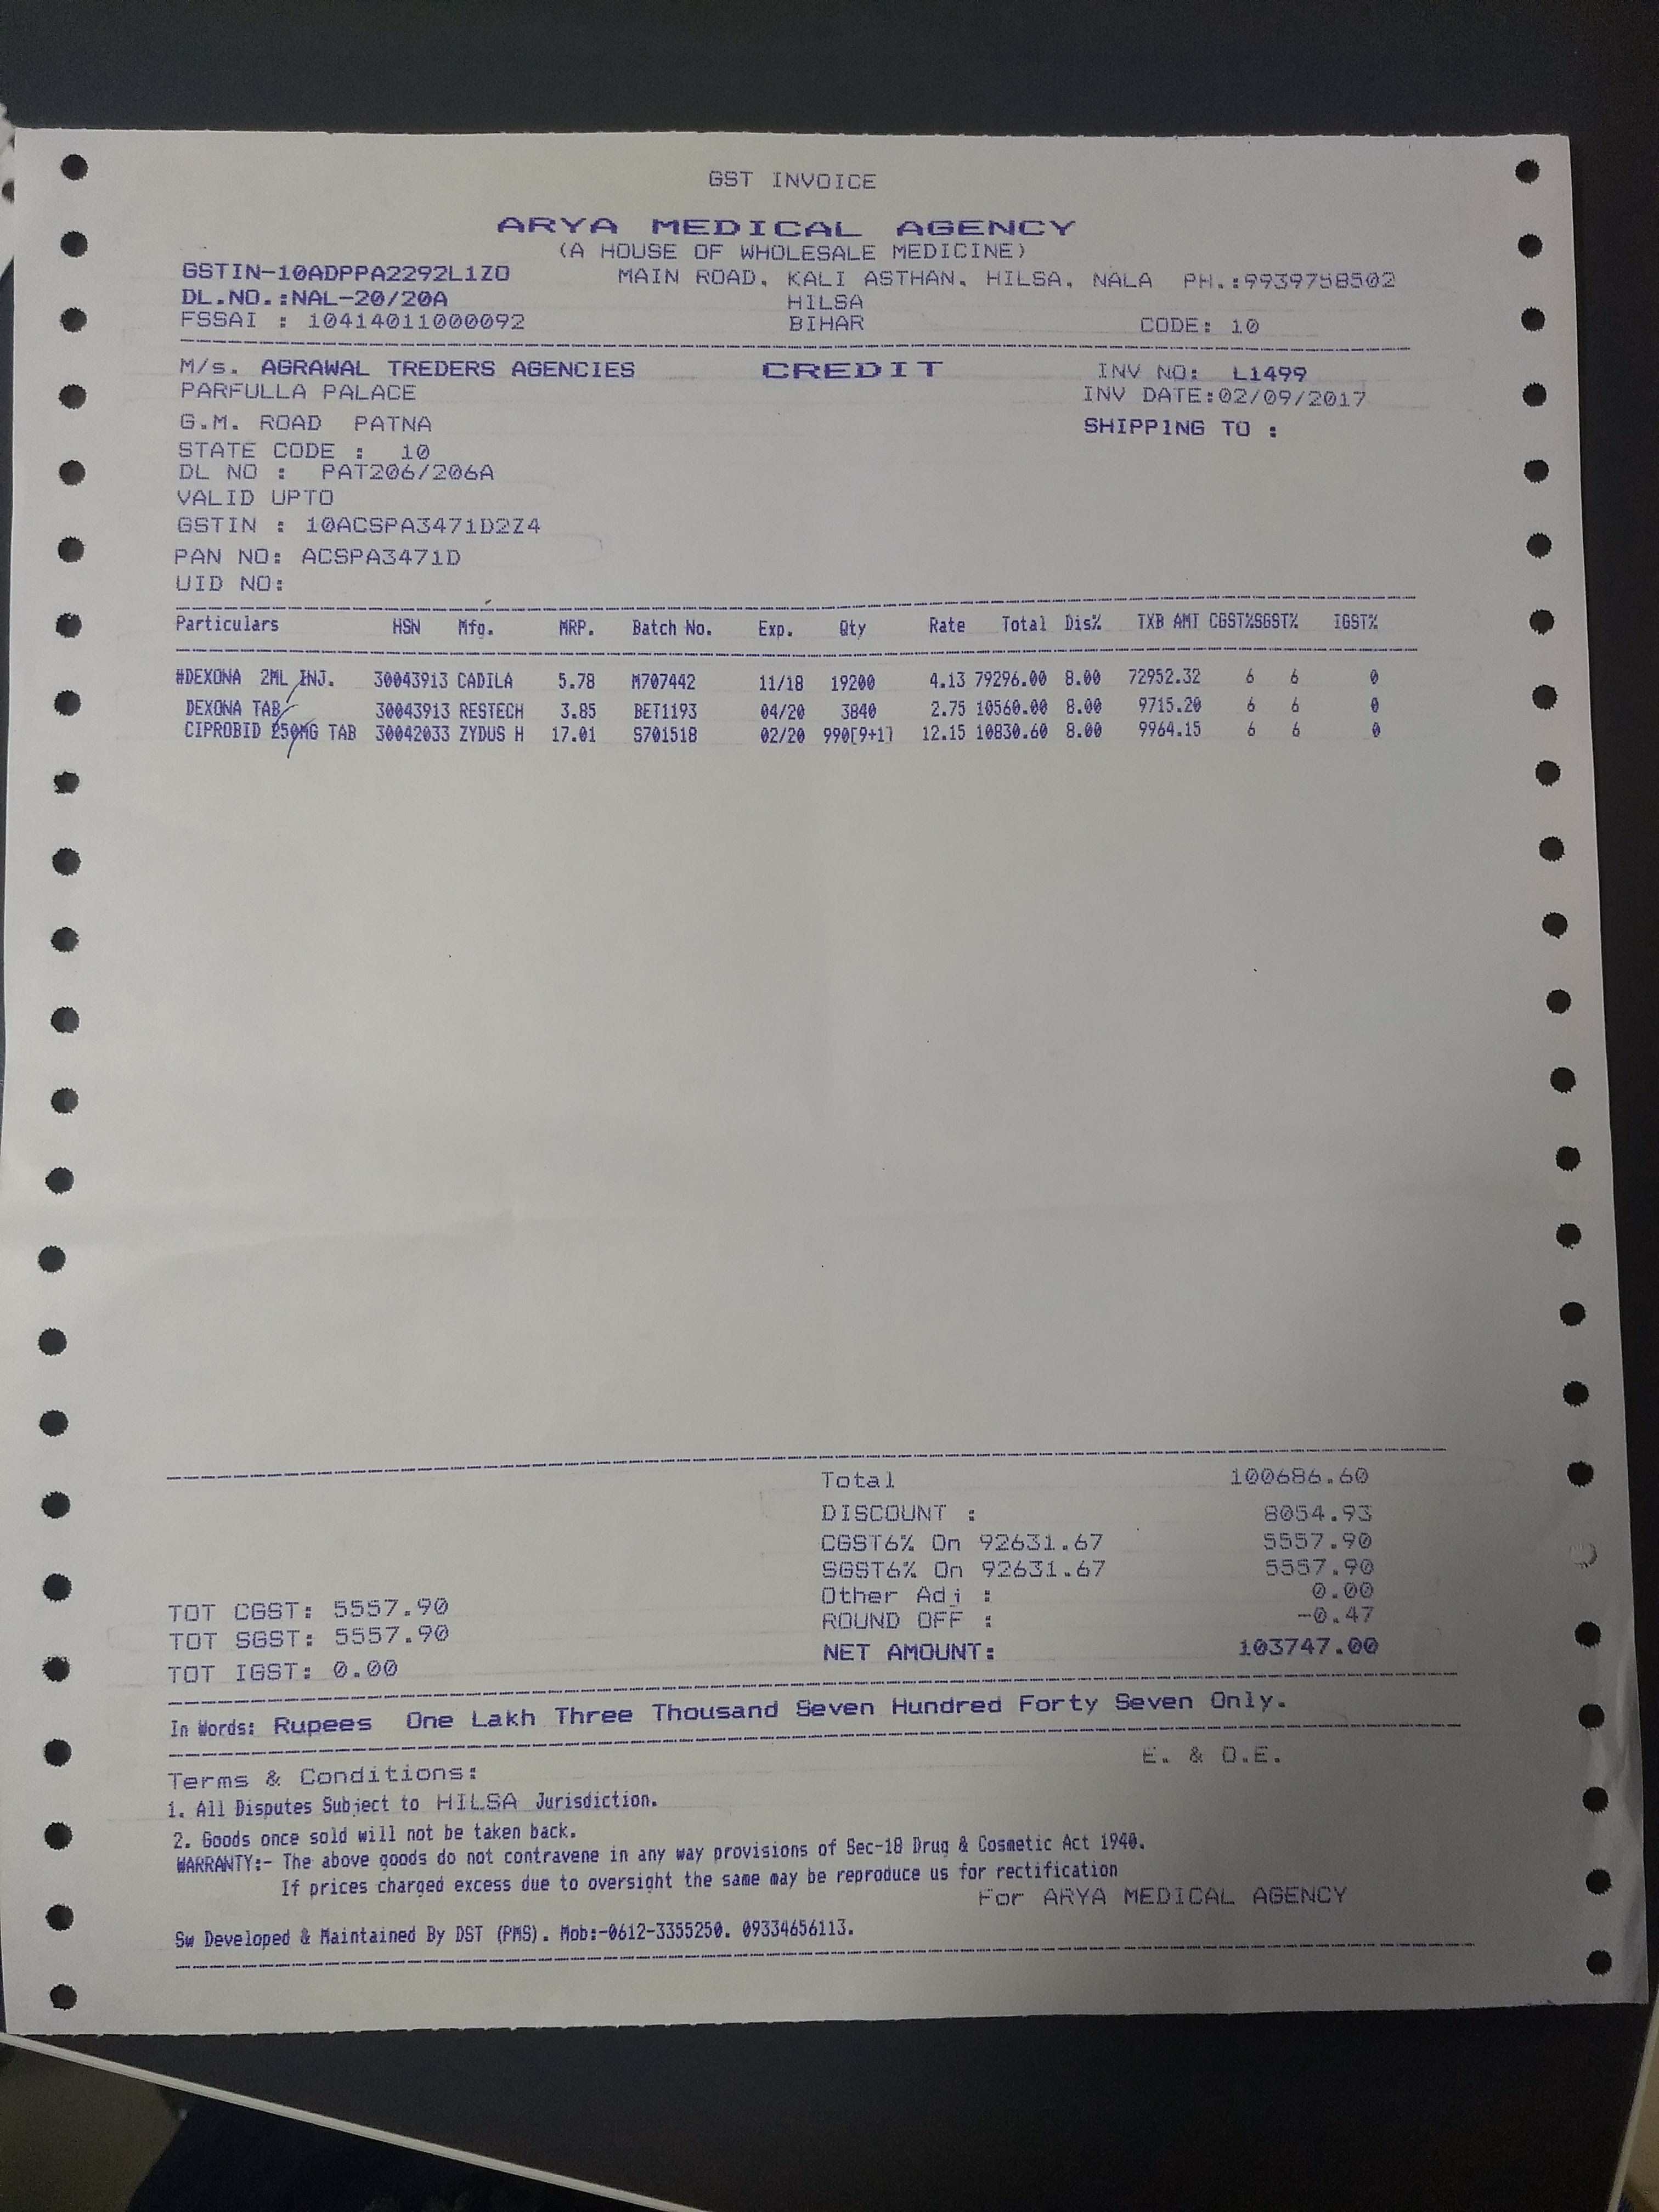 GST INVOICE
ARYA MEDICAL AGENCY
(A HOUSE OF WHOLESALE MEDICINE)
GSTIN-10ADPPA2292L1ZO MAIN ROAD, KALI ASTHAN, HILSA, NALA PH.:9939758502
DL.NO.:NAL-20/20A HILSA
FSSAI : 10414011000092 BIHAR CODE: 10
M/s. AGRAWAL TREDERS AGENCIES CREDIT INV NO: L1499
PARFULLA PALACE INV DATE:02/09/2017
G.M. ROAD PATNA SHIPPING TO :
STATE CODE : 10
DL NO : PAT206/206A
VALID UPTO
GSTIN : 10ACSPA3471D2Z4
PAN NO: ACSPA3471D
UID NO:
Particulars HSN Mfg. MRP. Batch No. Exp. Qty Rate Total Dis% TXB AMT CGST%SGST% IGST%
#DEXONA 2ML INJ. 30043913 CADILA 5.78 M707442 11/18 19200 4.13 79296.00 8.00 72952.32 6 6 0
DEXONA TAB 30043913 RESTECH 3.85 BET1193 04/20 3840 2.75 10560.00 8.00 9715.20 6 6 0
CIPROBID 250MG TAB 30042033 ZYDUS H 17.01 S701518 02/20 990[9+1] 12.15 10830.60 8.00 9964.15 6 6 0
Total 100686.60
DISCOUNT : 8054.93
CGST6% On 92631.67 5557.90
SGST6% On 92631.67 5557.90
Other Adj : 0.00
TOT CGST: 5557.90 ROUND OFF : -0.47
TOT SGST: 5557.90 NET AMOUNT: 103747.00
TOT IGST: 0.00
In Words: Rupees One Lakh Three Thousand Seven Hundred Forty Seven Only.
E. & O.E.
Terms & Conditions:
1. All Disputes Subject to HILSA Jurisdiction.
2. Goods once sold will not be taken back.
WARRANTY:- The above goods do not contravene in any way provisions of Sec-18 Drug & Cosmetic Act 1940.
If prices charged excess due to oversight the same may be reproduce us for rectification
For ARYA MEDICAL AGENCY
Sw Developed & Maintained By DST (PMS). Mob:-0612-3355250. 09334656113.